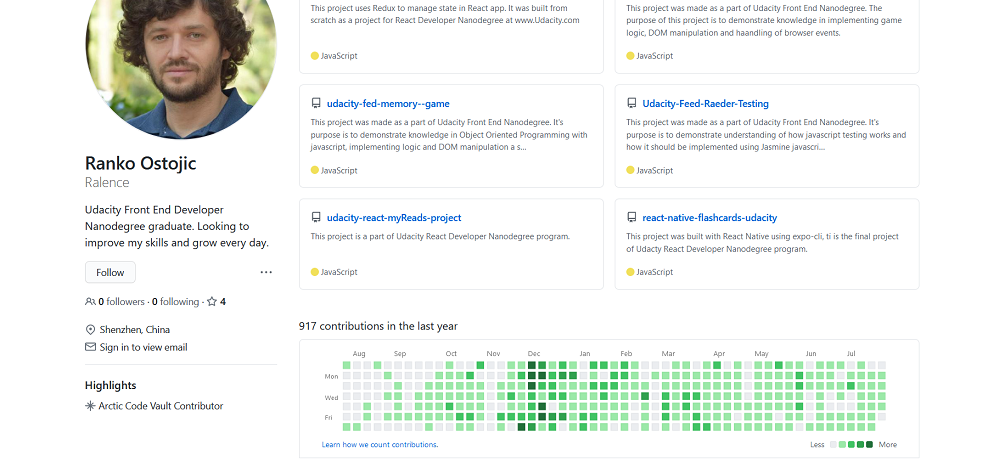 Ranko Ostojic
Ralence
Udacity Front End Developer
Nanodegree graduate. Looking to
improve my skills and grow every day.
Follow
0 followers · 0 following · 4
Shenzhen, China
Sign in to view email
Highlights
Arctic Code Vault Contributor
This project uses Redux to manage state in React app. It was built from
scratch as a project for React Developer Nanodegree at www.Udacity.com
JavaScript
This project was made as a part of Udacity Front End Nanodegree. The
purpose of this project is to demonstrate knowledge in implementing game
logic, DOM manipulation and haandling of browser events.
JavaScript
udacity-fed-memory--game
This project was made as a part of Udacity Front End Nanodegree. It's
purpose is to demonstrate knowledge in Object Oriented Programming with
javascript, implementing logic and DOM manipulation a s...
JavaScript
Udacity-Feed-Raeder-Testing
This project was made as a part of Udacity Front End Nanodegree. It's
purpose is to demonstrate understanding of how javascript testing works and
how it should be implemented using Jasmine javascri...
JavaScript
udacity-react-myReads-project
This project is a part of Udacity React Developer Nanodegree program.
JavaScript
react-native-flashcards-udacity
This project was built with React Native using expo-cli, ti is the final project
of Udacty React Developer Nanodegree program.
JavaScript
917 contributions in the last year
Aug Sep Oct Nov Dec Jan Feb Mar Apr May Jun Jul
Mon
Wed
Fri
Learn how we count contributions.
Less More